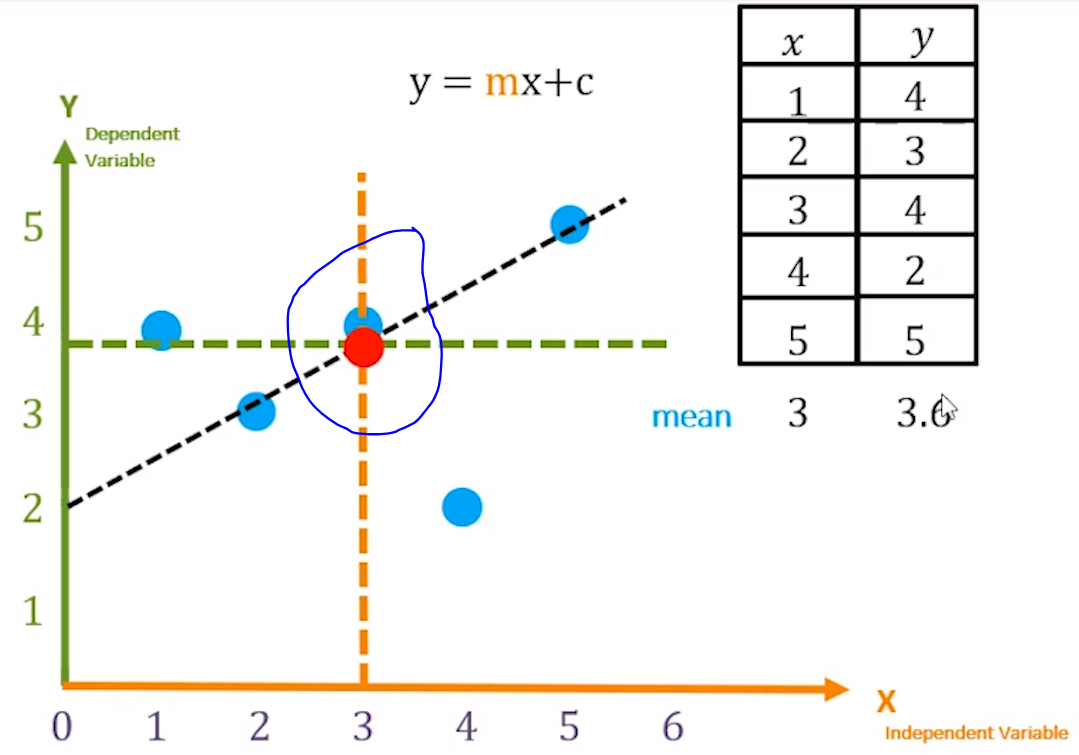 y = mx+c
Y
Dependent
Variable
5
4
3
2
1
0 1 2 3 4 5 6
X
Independent Variable
x y
1 4
2 3
3 4
4 2
5 5
mean 3 3.6